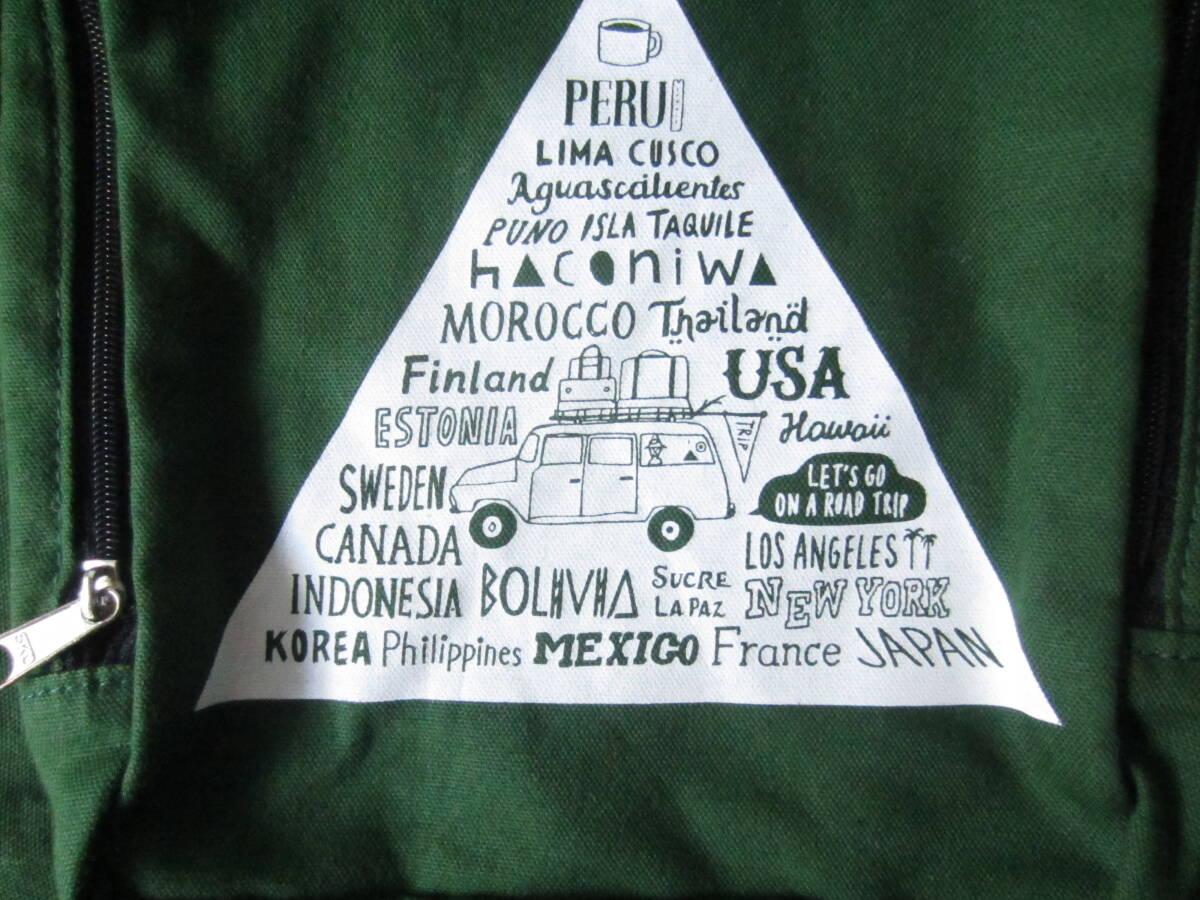 PERU
LIMA CUSCO
Aguascalientes
PUNO ISLA TAQUILE
haconiwa
MOROCCO Thailand
Finland USA
ESTONIA TRIP Hawaii
SWEDEN LET'S GO
ON A ROAD TRIP
CANADA LOS ANGELES
INDONESIA BOLIVIA SUCRE
LA PAZ NEW YORK
KOREA Philippines MEXICO France JAPAN